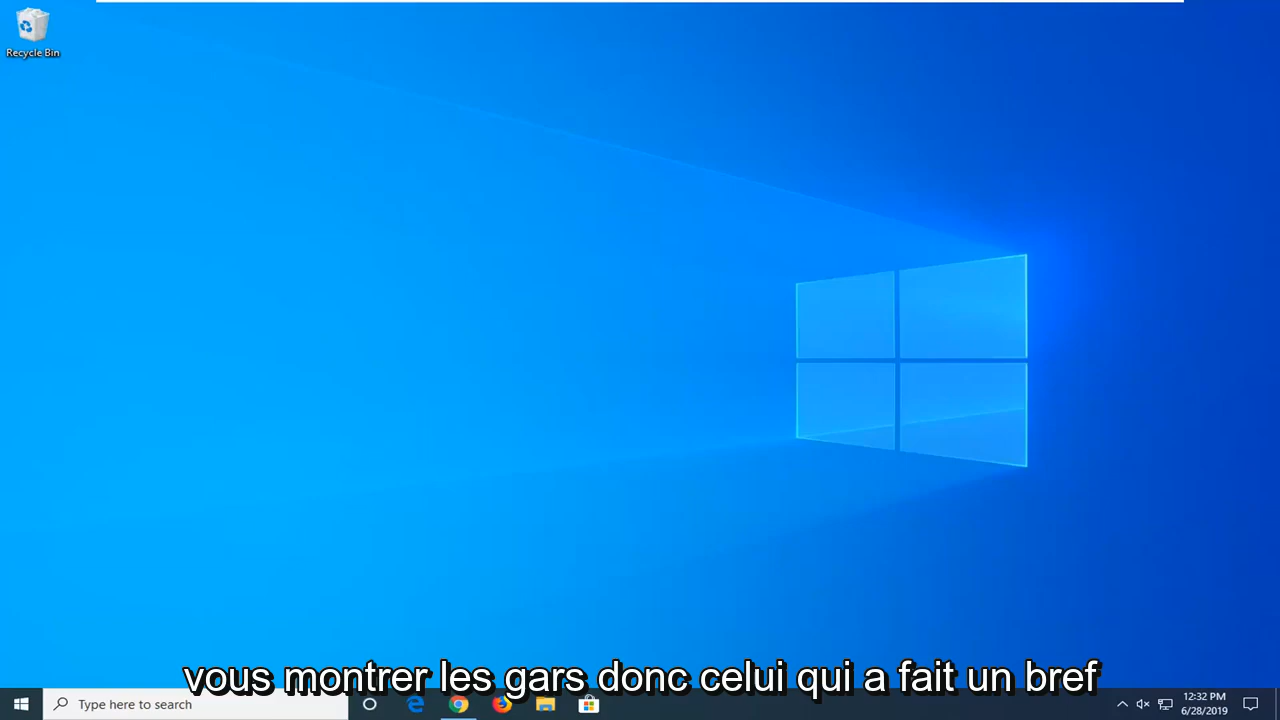 Recycle Bin
vous montrer les gars donc celui qui a fait un bref
Type here to search
12:32 PM
6/28/2019